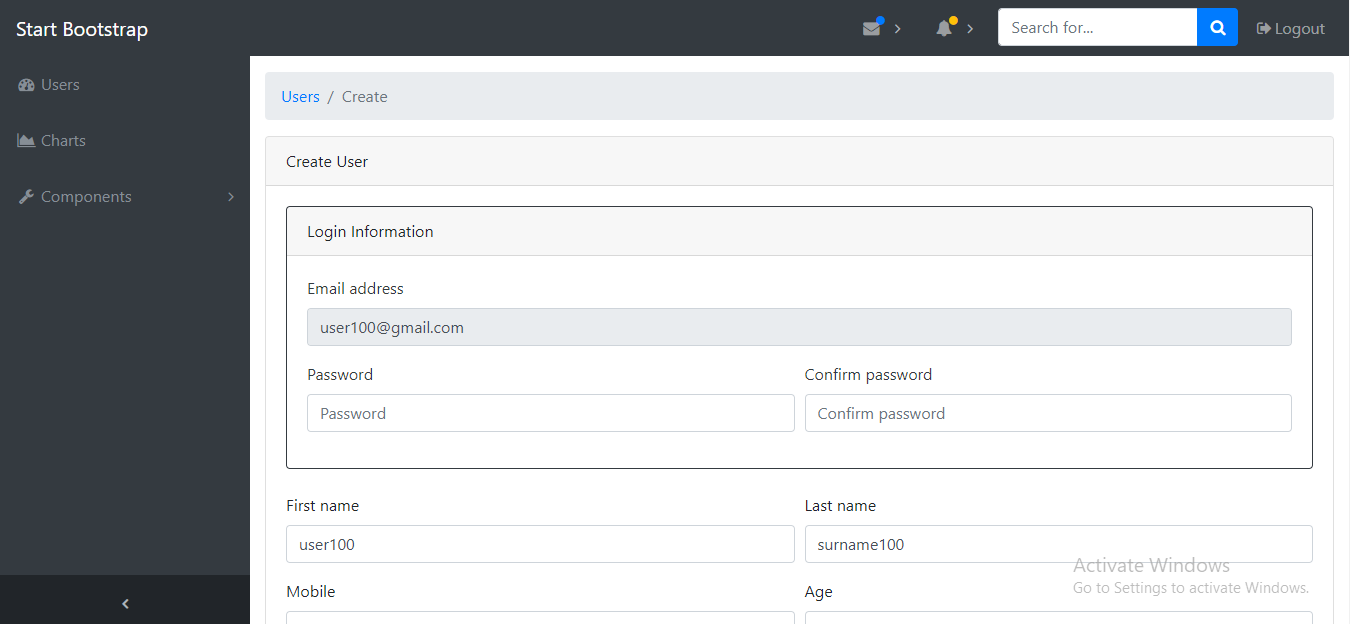 Start Bootstrap
Search for...
Logout
Users
Charts
Components
Users / Create
Create User
Login Information
Email address
user100@gmail.com
Password Confirm password
Password Confirm password
First name Last name
user100 surname100
Mobile Age
Activate Windows
Go to Settings to activate Windows.